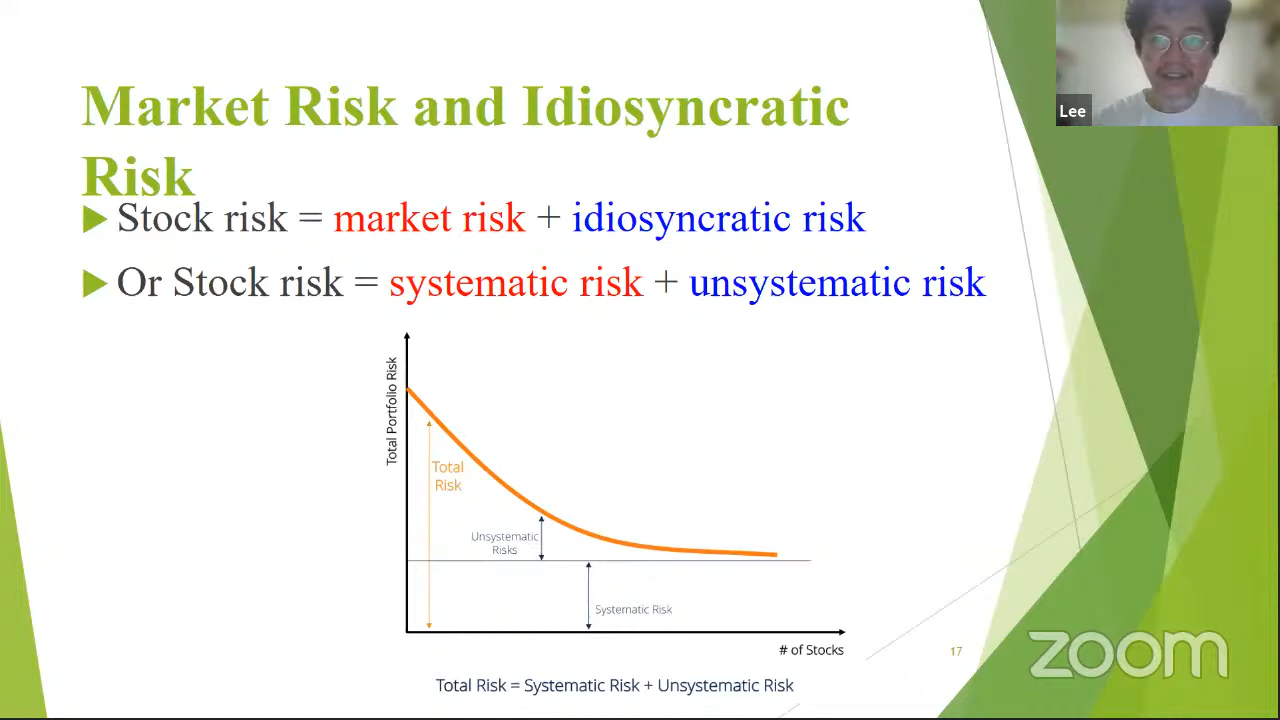 Market Risk and Idiosyncratic
Risk
Stock risk = market risk + idiosyncratic risk
Or Stock risk = systematic risk + unsystematic risk
Lee
Total Portfolio Risk
Total
Risk
Unsystematic
Risks
Systematic Risk
# of Stocks
17
Total Risk = Systematic Risk + Unsystematic Risk
zoom